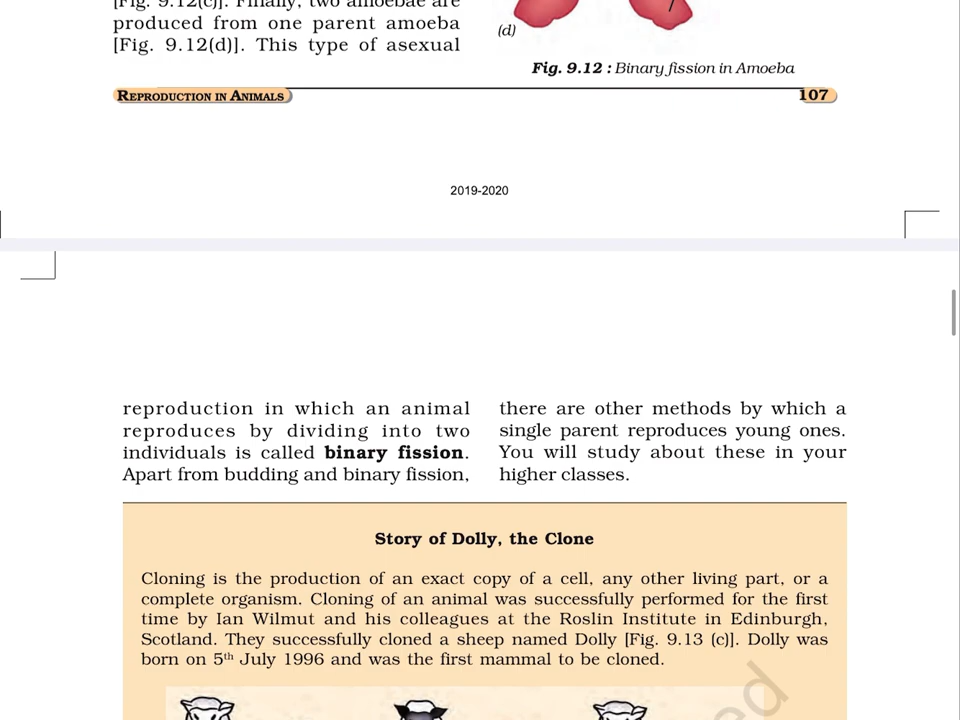 [Fig. 9.12(c)]. Finally, two amoebae are
produced from one parent amoeba
[Fig. 9.12(d)]. This type of asexual
(d)
Fig. 9.12 : Binary fission in Amoeba
REPRODUCTION IN ANIMALS
107
2019-2020
reproduction in which an animal
reproduces by dividing into two
individuals is called binary fission.
Apart from budding and binary fission,
there are other methods by which a
single parent reproduces young ones.
You will study about these in your
higher classes.
Story of Dolly, the Clone
Cloning is the production of an exact copy of a cell, any other living part, or a
complete organism. Cloning of an animal was successfully performed for the first
time by Ian Wilmut and his colleagues at the Roslin Institute in Edinburgh,
Scotland. They successfully cloned a sheep named Dolly [Fig. 9.13 (c)]. Dolly was
born on 5th July 1996 and was the first mammal to be cloned.